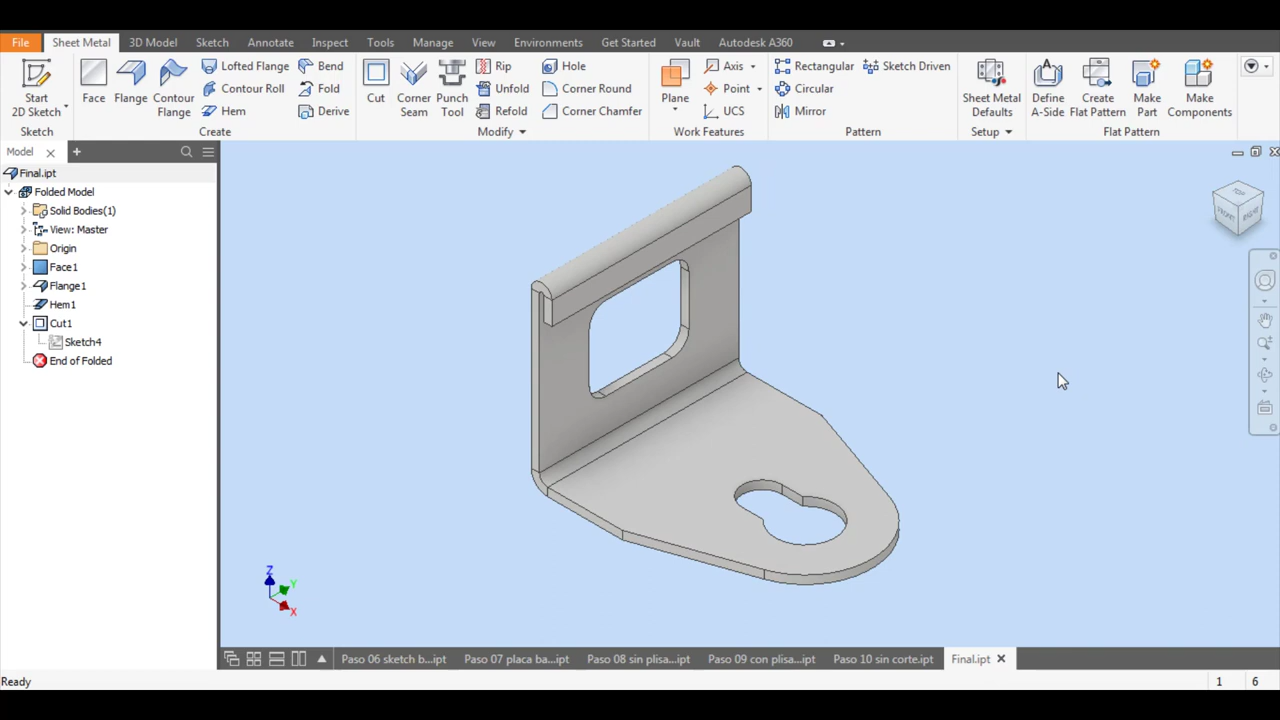 File Sheet Metal 3D Model Sketch Annotate Inspect Tools Manage View Environments Get Started Vault Autodesk A360
Start
2D Sketch
Face
Flange
Contour
Flange
Lofted Flange
Contour Roll
Hem
Bend
Fold
Derive
Cut
Corner
Seam
Punch
Tool
Rip
Unfold
Refold
Hole
Corner Round
Corner Chamfer
Plane
Axis
Point
UCS
Rectangular
Circular
Mirror
Sketch Driven
Sheet Metal
Defaults
Define
A-Side
Create
Flat Pattern
Make
Part
Make
Components
Sketch Create Modify Work Features Pattern Setup Flat Pattern
Model
Final.ipt
Folded Model
Solid Bodies(1)
View: Master
Origin
Face1
Flange1
Hem1
Cut1
Sketch4
End of Folded
TOP
FRONT
RIGHT
Z
Y
X
Paso 06 sketch b...ipt Paso 07 placa ba...ipt Paso 08 sin plisa...ipt Paso 09 con plisa...ipt Paso 10 sin corte.ipt Final.ipt
Ready 1 6